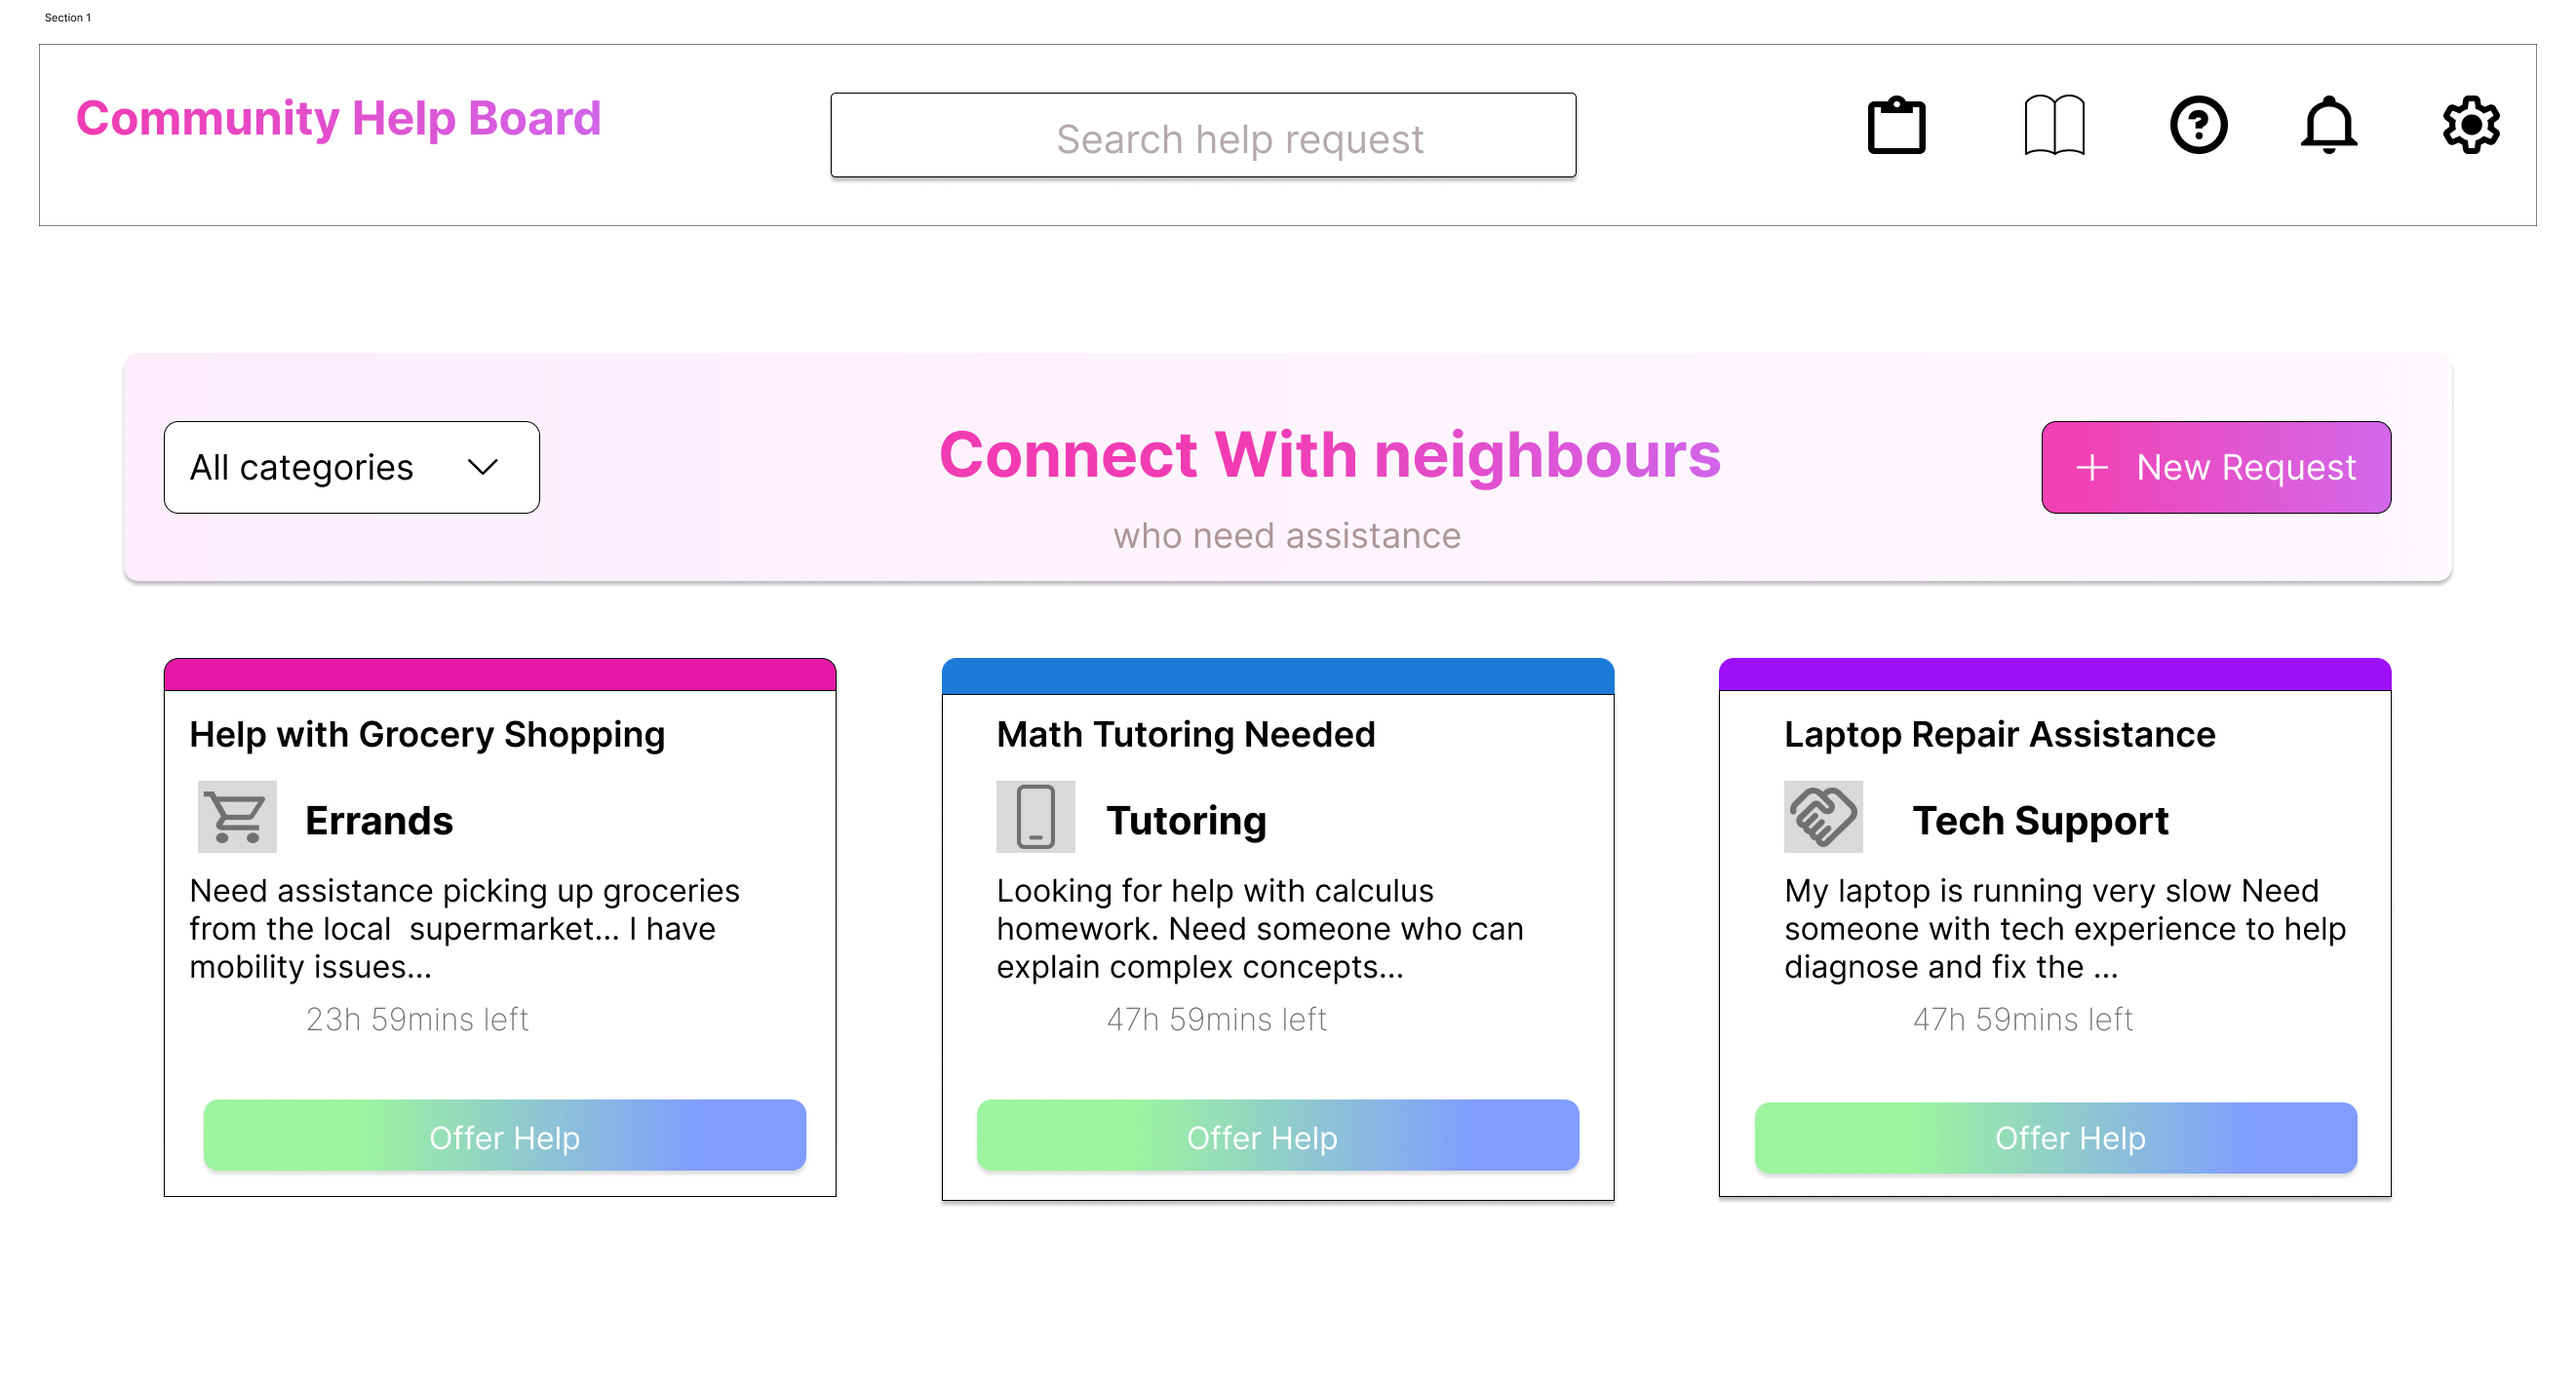 Section 1
Community Help Board
Search help request
All categories
Connect With neighbours
who need assistance
New Request
Help with Grocery Shopping
Errands
Need assistance picking up groceries
from the local  supermarket... I have
mobility issues...
23h 59mins left
Offer Help
Math Tutoring Needed
Tutoring
Looking for help with calculus
homework. Need someone who can
explain complex concepts...
47h 59mins left
Offer Help
Laptop Repair Assistance
Tech Support
My laptop is running very slow Need
someone with tech experience to help
diagnose and fix the ...
47h 59mins left
Offer Help